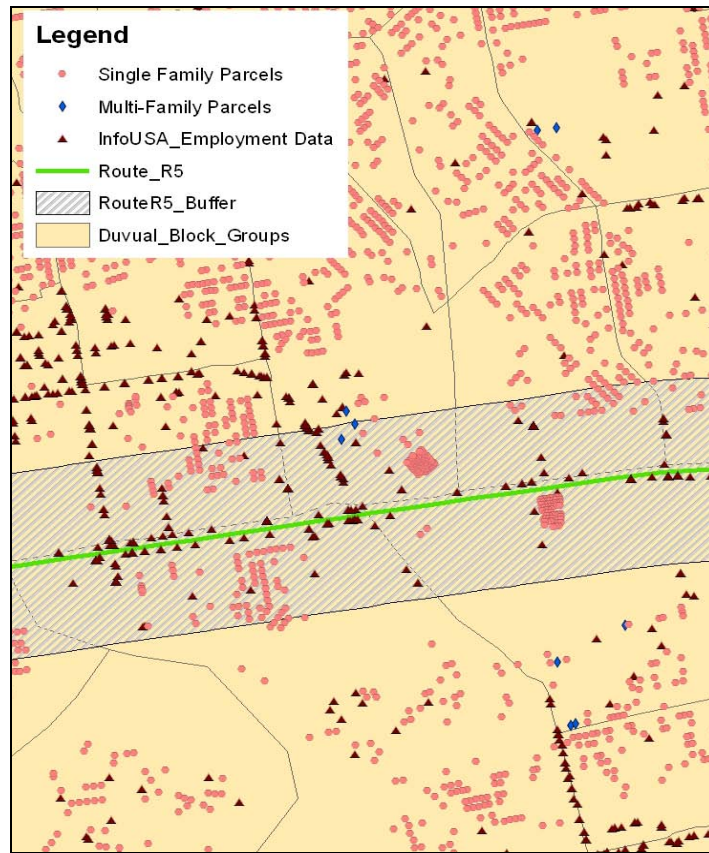 Legend
Single Family Parcels
Multi-Family Parcels
InfoUSA_Employment Data
Route_R5
RouteR5_Buffer
Duvual_Block_Groups